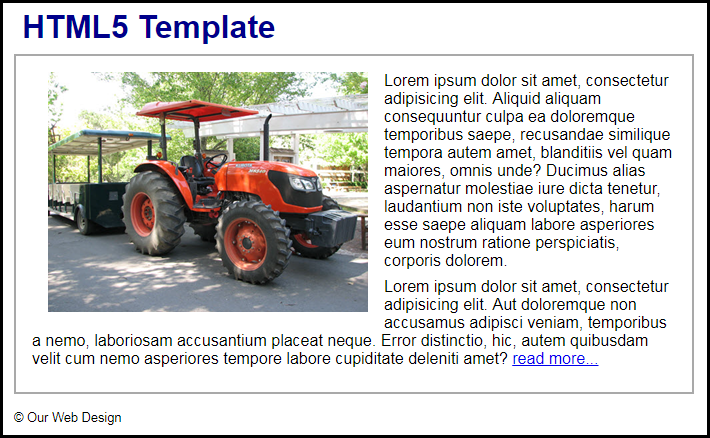 HTML5 Template
Lorem ipsum dolor sit amet, consectetur
adipisicing elit. Aliquid aliquam
consequuntur culpa ea doloremque
temporibus saepe, recusandae similique
tempora autem amet, blanditiis vel quam
maiores, omnis unde? Ducimus alias
aspernatur molestiae iure dicta tenetur,
laudantium non iste voluptates, harum
esse saepe aliquam labore asperiores
eum nostrum ratione perspiciatis,
corporis dolorem.
Lorem ipsum dolor sit amet, consectetur
adipisicing elit. Aut doloremque non
accusamus adipisci veniam, temporibus
a nemo, laboriosam accusantium placeat neque. Error distinctio, hic, autem quibusdam
velit cum nemo asperiores tempore labore cupiditate deleniti amet? read more...
© Our Web Design